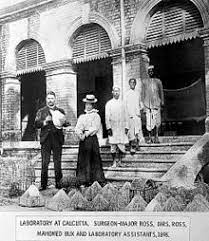 LABORATORY AT CALCUTTA. SURGEON-MAJOR ROSS, MRS. ROSS,
MAHOMED BUX AND LABORATORY ASSISTANTS, 1898.